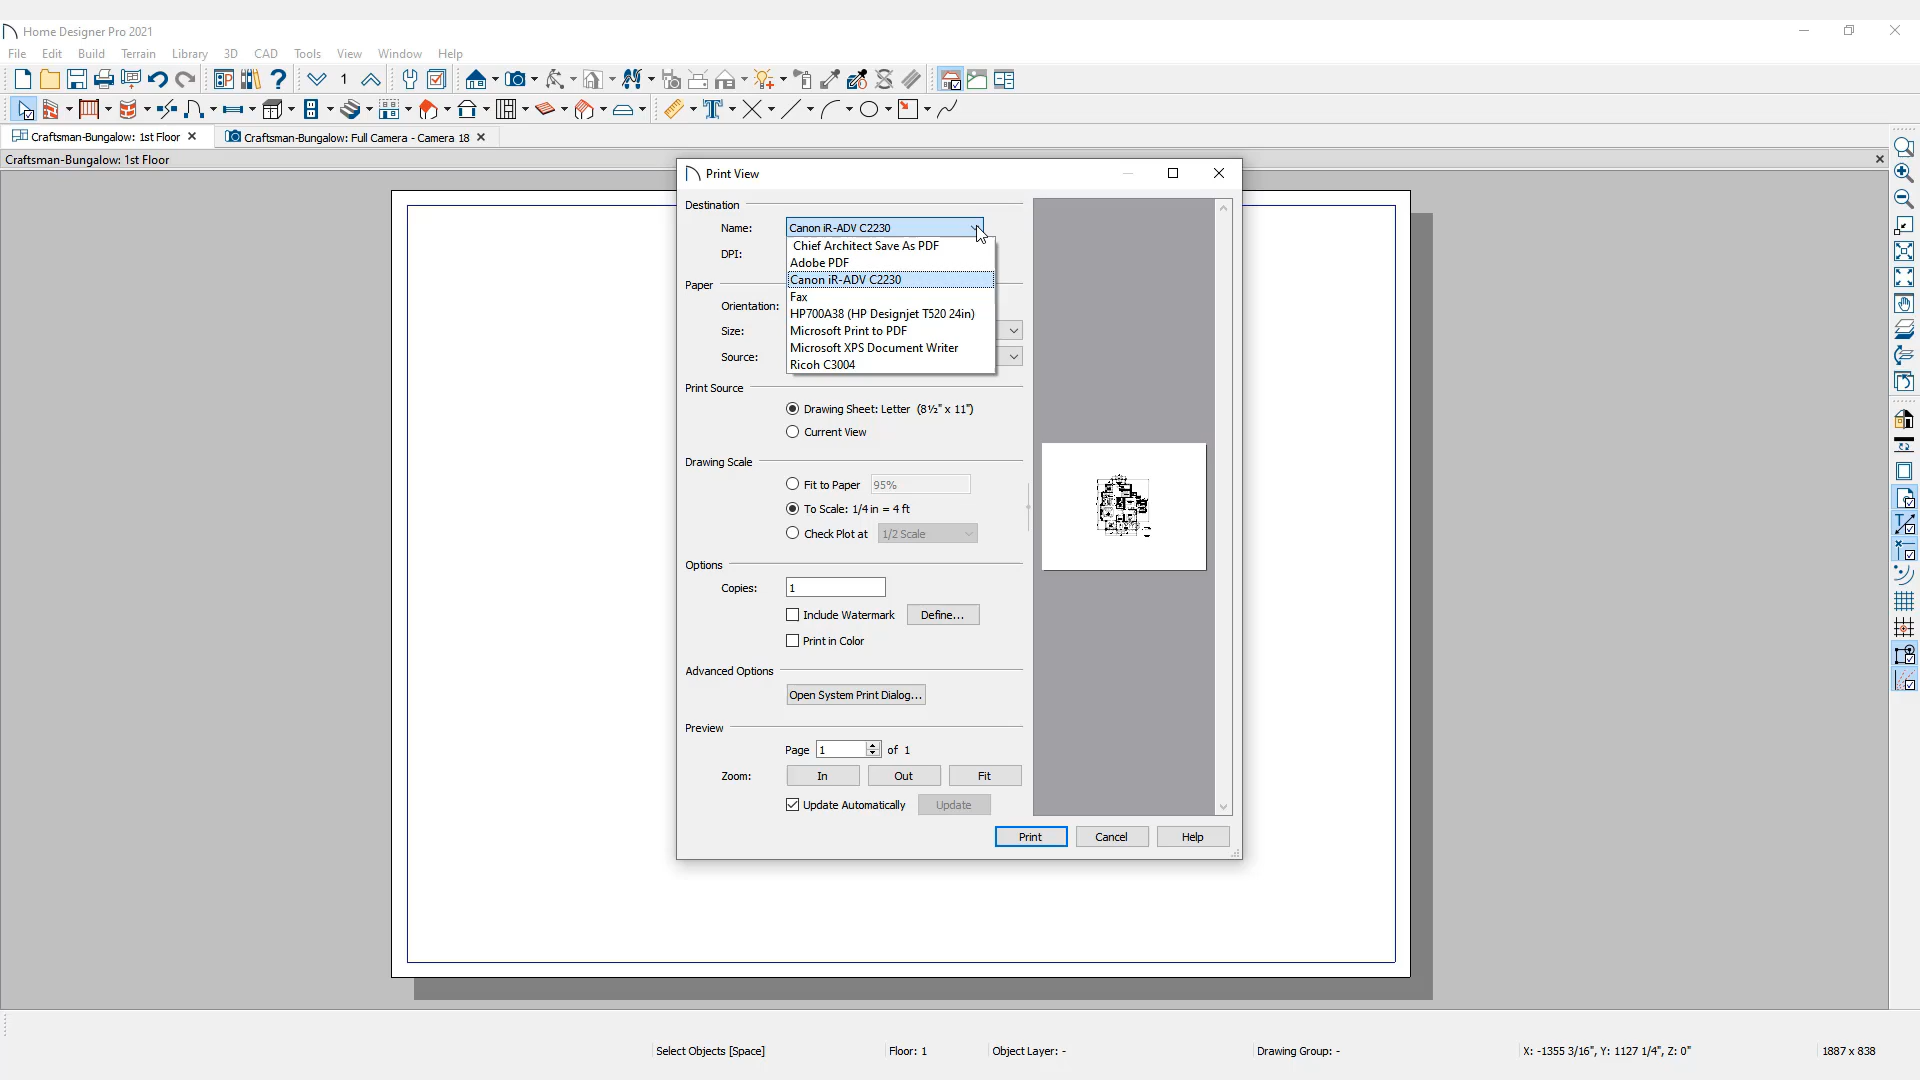 Home Designer Pro 2021
File Edit Build Terrain Library 3D CAD Tools View Window Help
1
Craftsman-Bungalow: 1st Floor
Craftsman-Bungalow: Full Camera - Camera 18
Craftsman-Bungalow: 1st Floor
Print View
Destination
Name: Canon iR-ADV C2230
Chief Architect Save As PDF
DPI:
Adobe PDF
Canon iR-ADV C2230
Paper
Fax
Orientation:
HP700A38 (HP Designjet T520 24in)
Size:
Microsoft Print to PDF
Microsoft XPS Document Writer
Source:
Ricoh C3004
Print Source
Drawing Sheet: Letter (8½" x 11")
Current View
Drawing Scale
Fit to Paper 95%
To Scale: 1/4 in = 4 ft
Check Plot at 1/2 Scale
Options
Copies: 1
Include Watermark Define...
Print in Color
Advanced Options
Open System Print Dialog...
Preview
Page 1 of 1
Zoom: In Out Fit
Update Automatically Update
Print Cancel Help
Select Objects [Space] Floor: 1 Object Layer: - Drawing Group: - X: -1355 3/16", Y: 1127 1/4", Z: 0" 1887 x 838